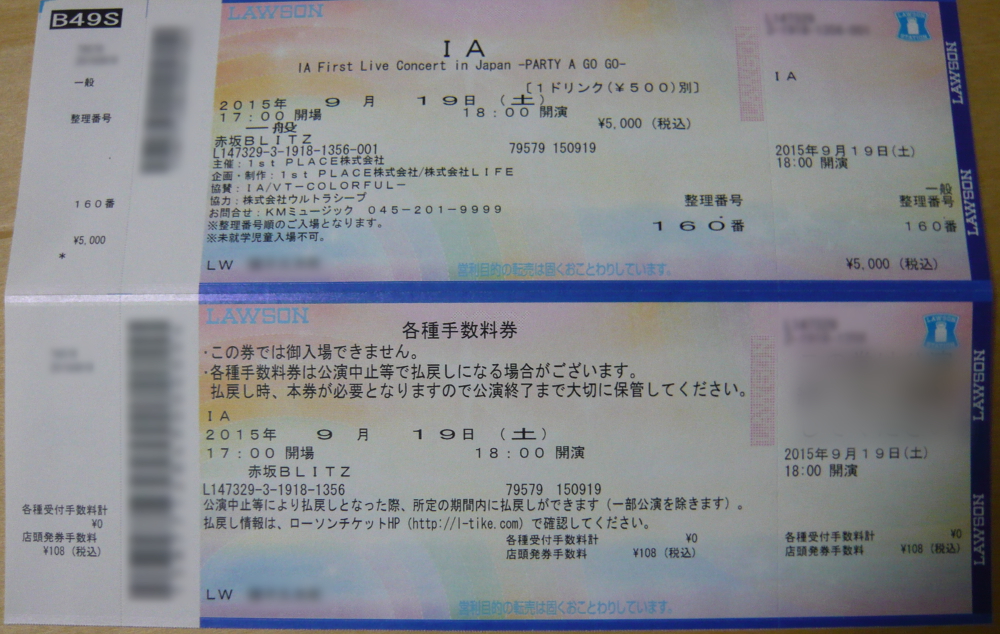 B49S
一般
整理番号
160番
¥5,000
*
LAWSON
IA
IA First Live Concert in Japan -PARTY A GO GO-
[1ドリンク(¥500)別]
2015年 9月 19日 (土)
17:00 開場 18:00 開演
¥5,000 (税込)
一般
赤坂BLITZ
L147329-3-1918-1356-001 79579 150919
主催:1st PLACE株式会社
企画・制作:1st PLACE株式会社/株式会社LIFE
協賛:IA/VT-COLORFUL-
協力:株式会社ウルトラシープ
お問合せ:KMミュージック 045-201-9999
※整理番号順のご入場となります。
※未就学児童入場不可。
整理番号
160番
LW
営利目的の転売は固くおことわりしています。
IA
2015年9月19日(土)
18:00 開演
一般
整理番号
160番
¥5,000 (税込)
LAWSON
LAWSON
各種受付手数料計
¥0
店頭発券手数料
¥108 (税込)
LAWSON
各種手数料券
・この券では御入場できません。
・各種手数料券は公演中止等で払戻しになる場合がございます。
払戻し時、本券が必要となりますので公演終了まで大切に保管してください。
IA
2015年 9月 19日 (土)
17:00 開場 18:00 開演
赤坂BLITZ
L147329-3-1918-1356 79579 150919
公演中止等により払戻しとなった際、所定の期間内に払戻しができます(一部公演を除きます)。
払戻し情報は、ローソンチケットHP(http://l-tike.com)で確認してください。
各種受付手数料計 ¥0
店頭発券手数料 ¥108 (税込)
LW
営利目的の転売は固くおことわりしています。
2015年9月19日(土)
18:00 開演
各種受付手数料計 ¥0
店頭発券手数料 ¥108 (税込)
LAWSON
LAWSON